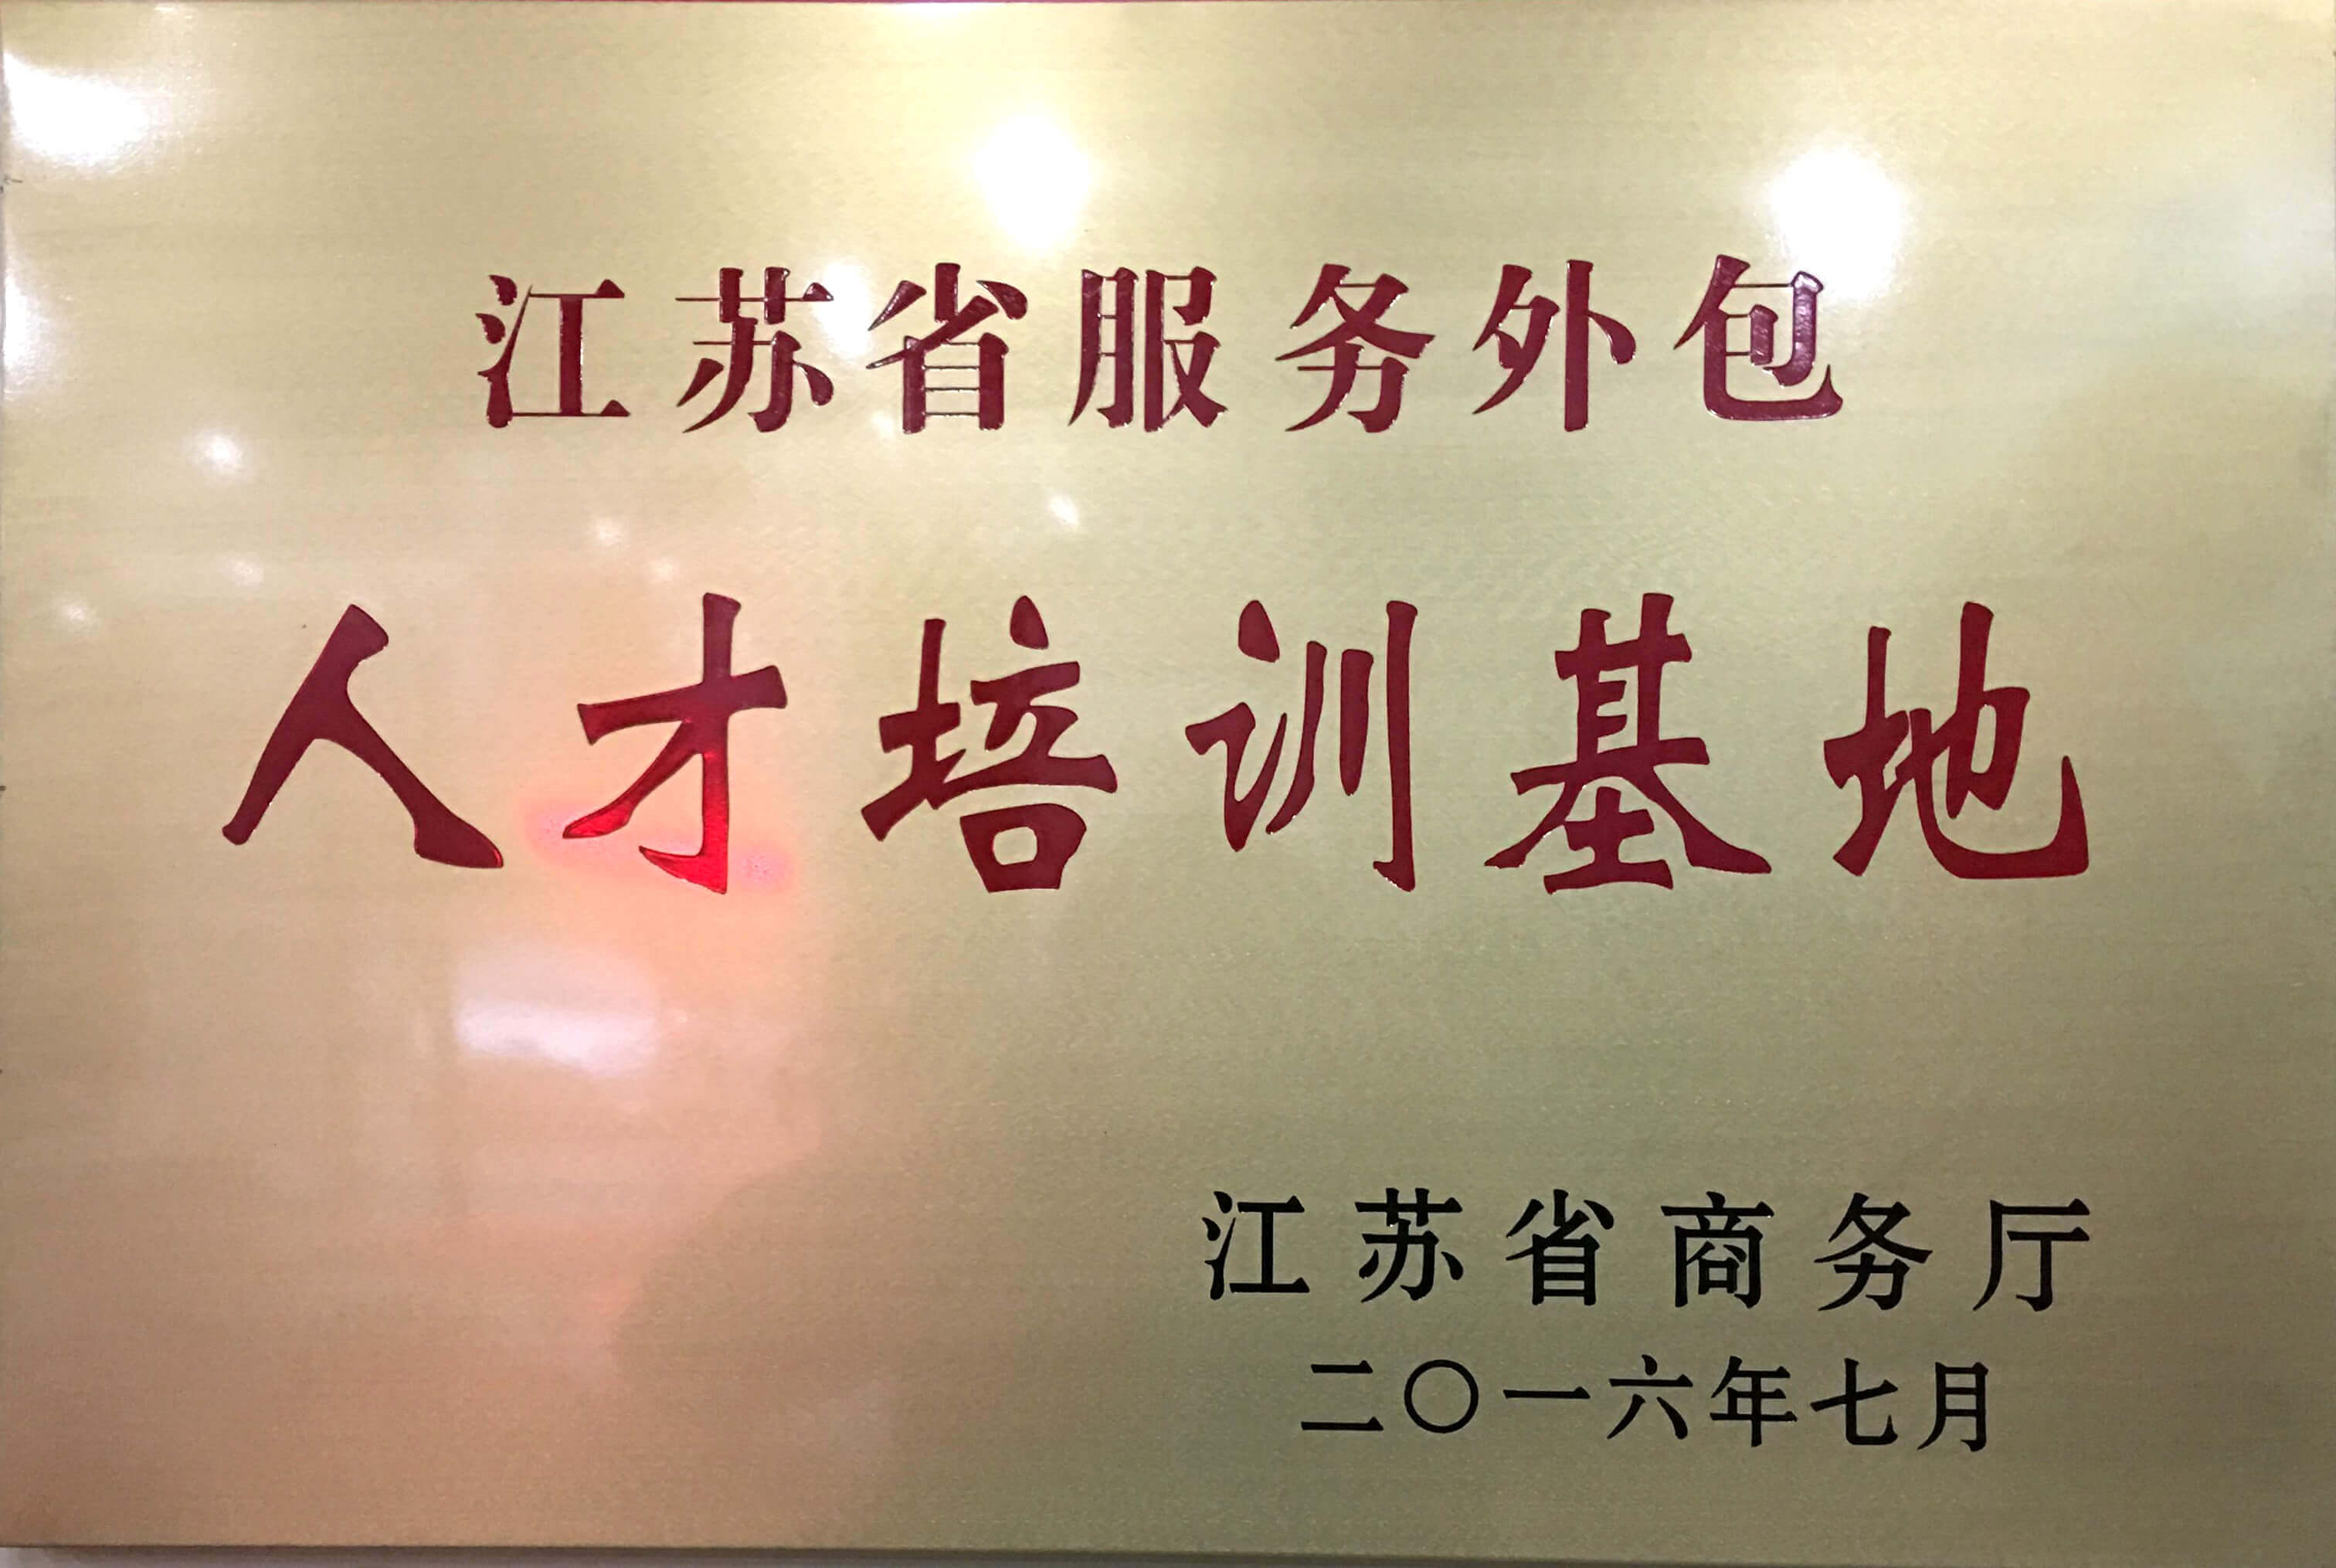 江苏省服务外包
人才培训基地
江苏省商务厅
二〇一六年七月